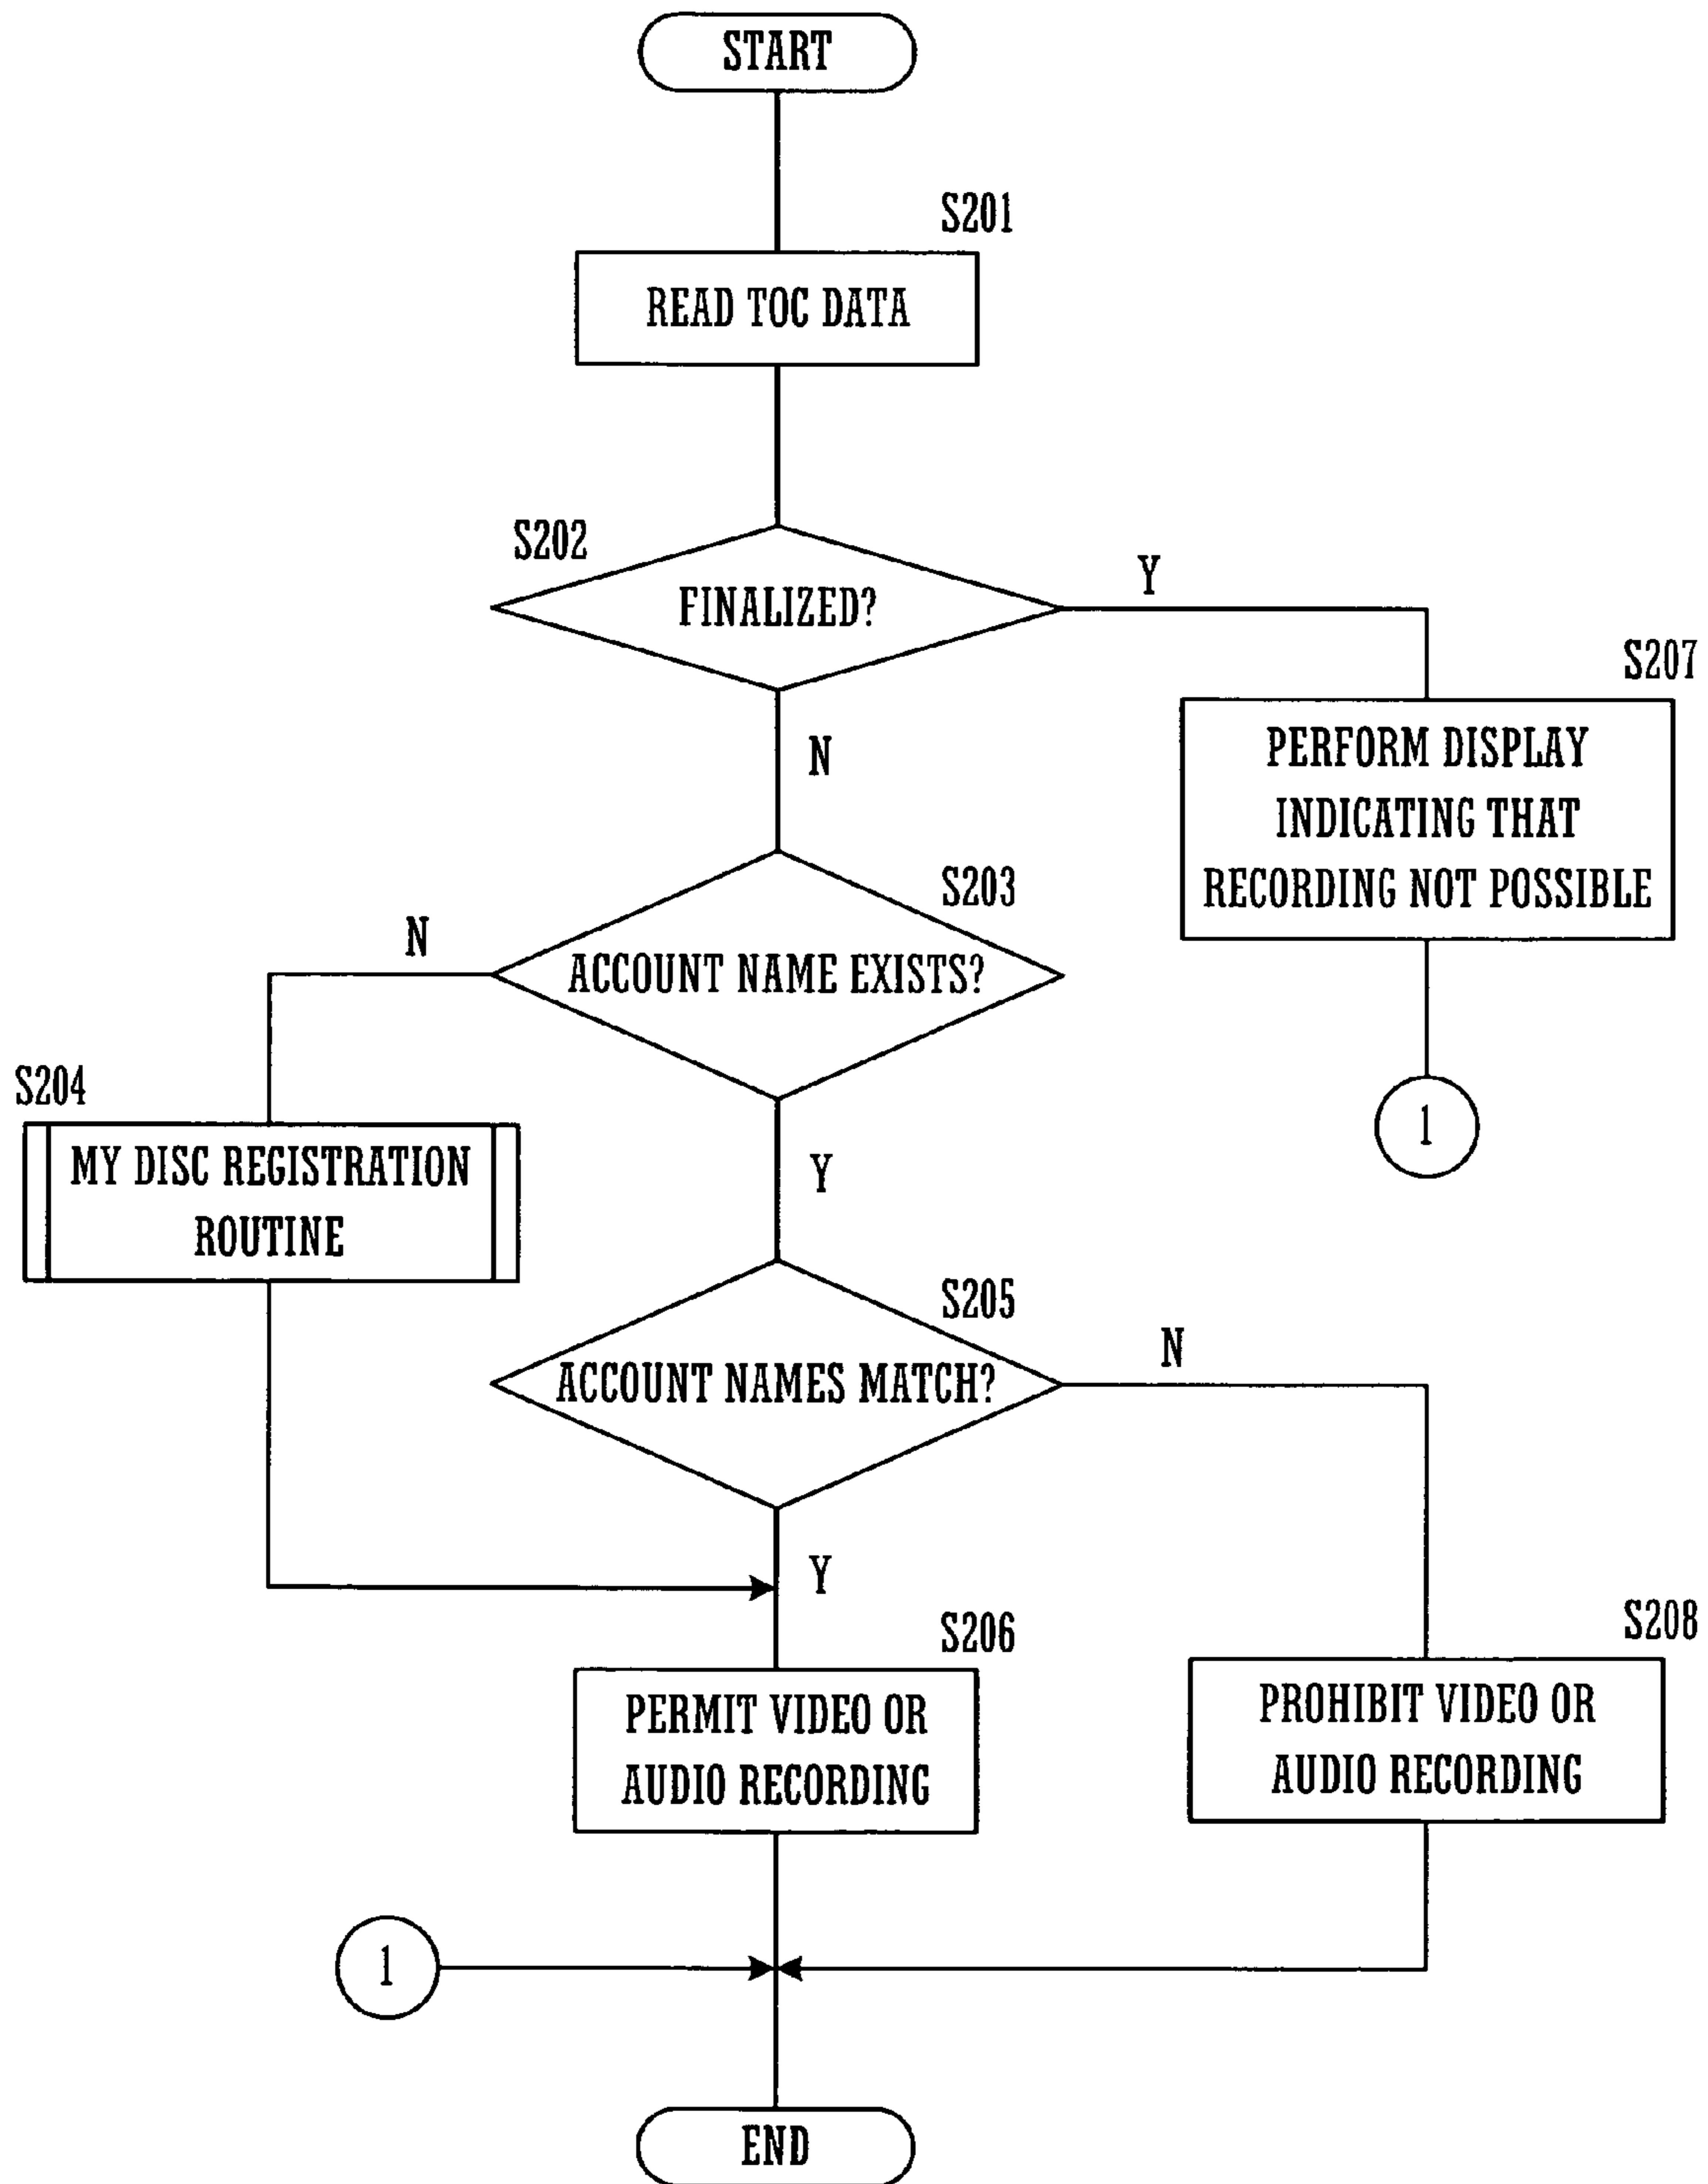 START
S201
READ TOC DATA
S202
FINALIZED?
Y
N
S207
PERFORM DISPLAY
INDICATING THAT
RECORDING NOT POSSIBLE
1
S203
ACCOUNT NAME EXISTS?
N
Y
S204
MY DISC REGISTRATION
ROUTINE
S205
ACCOUNT NAMES MATCH?
N
Y
S206
PERMIT VIDEO OR
AUDIO RECORDING
S208
PROHIBIT VIDEO OR
AUDIO RECORDING
1
END